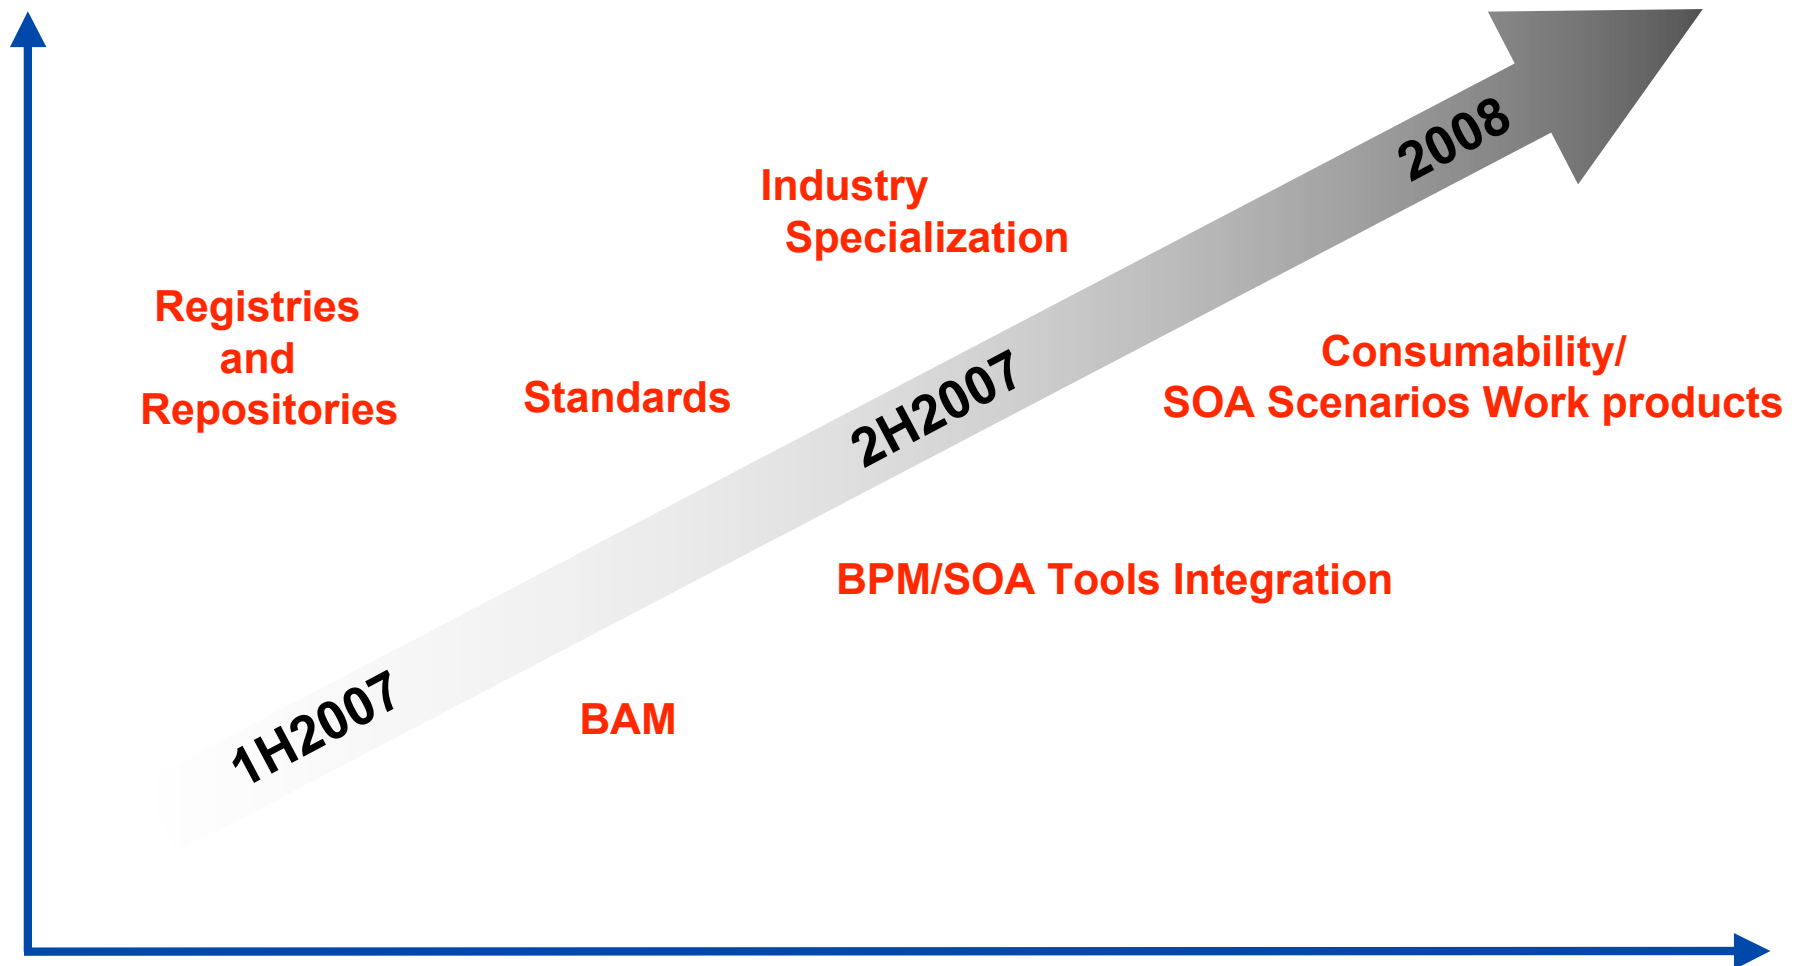 2008
Industry
Specialization
Registries
and
Repositories
Standards
2H2007
Consumability/
SOA Scenarios Work products
BPM/SOA Tools Integration
1H2007
BAM